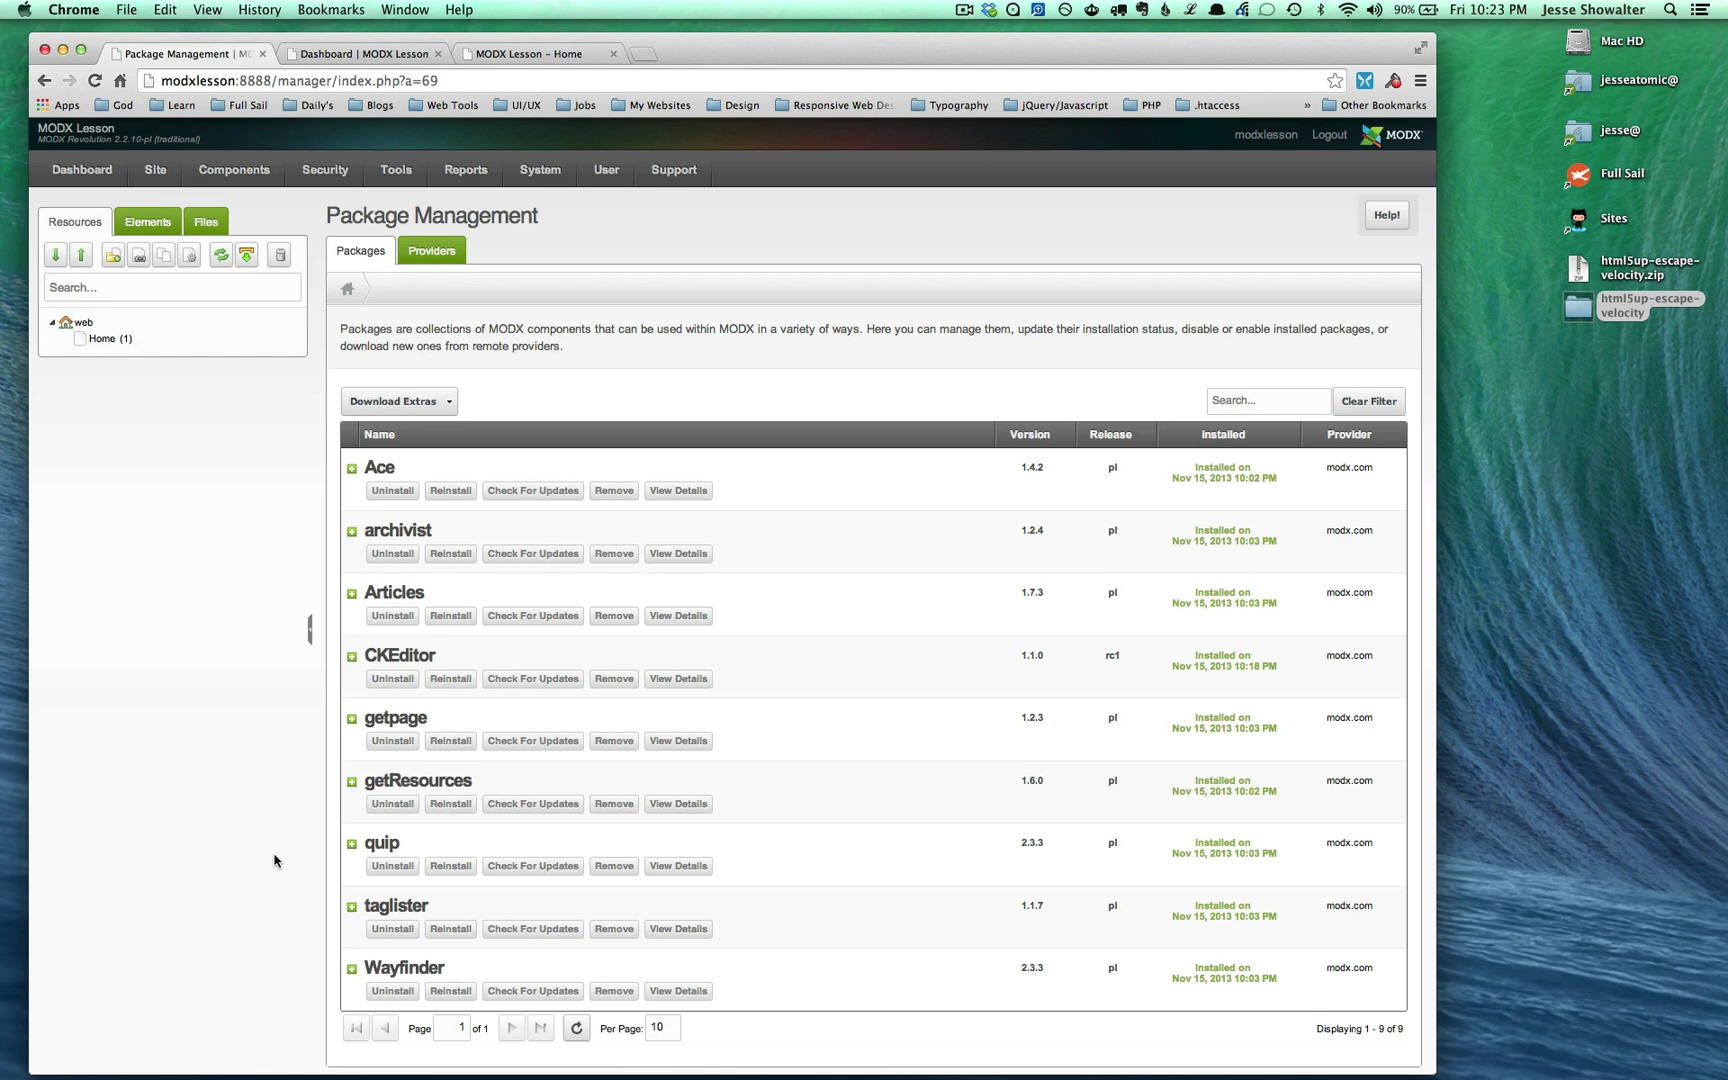 Chrome File Edit View History Bookmarks Window Help 90% Fri 10:23 PM Jesse Showalter
Package Management | MO Dashboard | MODX Lesson MODX Lesson – Home
modxlesson:8888/manager/index.php?a=69
Apps God Learn Full Sail Daily's Blogs Web Tools UI/UX Jobs My Websites Design Responsive Web Des Typography jQuery/Javascript PHP .htaccess » Other Bookmarks
MODX Lesson
MODX Revolution 2.2.10-pl (traditional)
modxlesson Logout MODX
Dashboard Site Components Security Tools Reports System User Support
Resources Elements Files
Search...
web
Home (1)
Package Management
Help!
Packages Providers
Packages are collections of MODX components that can be used within MODX in a variety of ways. Here you can manage them, update their installation status, disable or enable installed packages, or
download new ones from remote providers.
Download Extras Search... Clear Filter
Name Version Release Installed Provider
Ace 1.4.2 pl Installed on modx.com
Nov 15, 2013 10:02 PM
Uninstall Reinstall Check For Updates Remove View Details
archivist 1.2.4 pl Installed on modx.com
Nov 15, 2013 10:03 PM
Uninstall Reinstall Check For Updates Remove View Details
Articles 1.7.3 pl Installed on modx.com
Nov 15, 2013 10:03 PM
Uninstall Reinstall Check For Updates Remove View Details
CKEditor 1.1.0 rc1 Installed on modx.com
Nov 15, 2013 10:18 PM
Uninstall Reinstall Check For Updates Remove View Details
getpage 1.2.3 pl Installed on modx.com
Nov 15, 2013 10:03 PM
Uninstall Reinstall Check For Updates Remove View Details
getResources 1.6.0 pl Installed on modx.com
Nov 15, 2013 10:02 PM
Uninstall Reinstall Check For Updates Remove View Details
quip 2.3.3 pl Installed on modx.com
Nov 15, 2013 10:03 PM
Uninstall Reinstall Check For Updates Remove View Details
taglister 1.1.7 pl Installed on modx.com
Nov 15, 2013 10:03 PM
Uninstall Reinstall Check For Updates Remove View Details
Wayfinder 2.3.3 pl Installed on modx.com
Nov 15, 2013 10:03 PM
Uninstall Reinstall Check For Updates Remove View Details
Page 1 of 1 Per Page: 10 Displaying 1 - 9 of 9
Mac HD
jesseatomic@
jesse@
Full Sail
Sites
html5up-escape-
velocity.zip
html5up-escape-
velocity